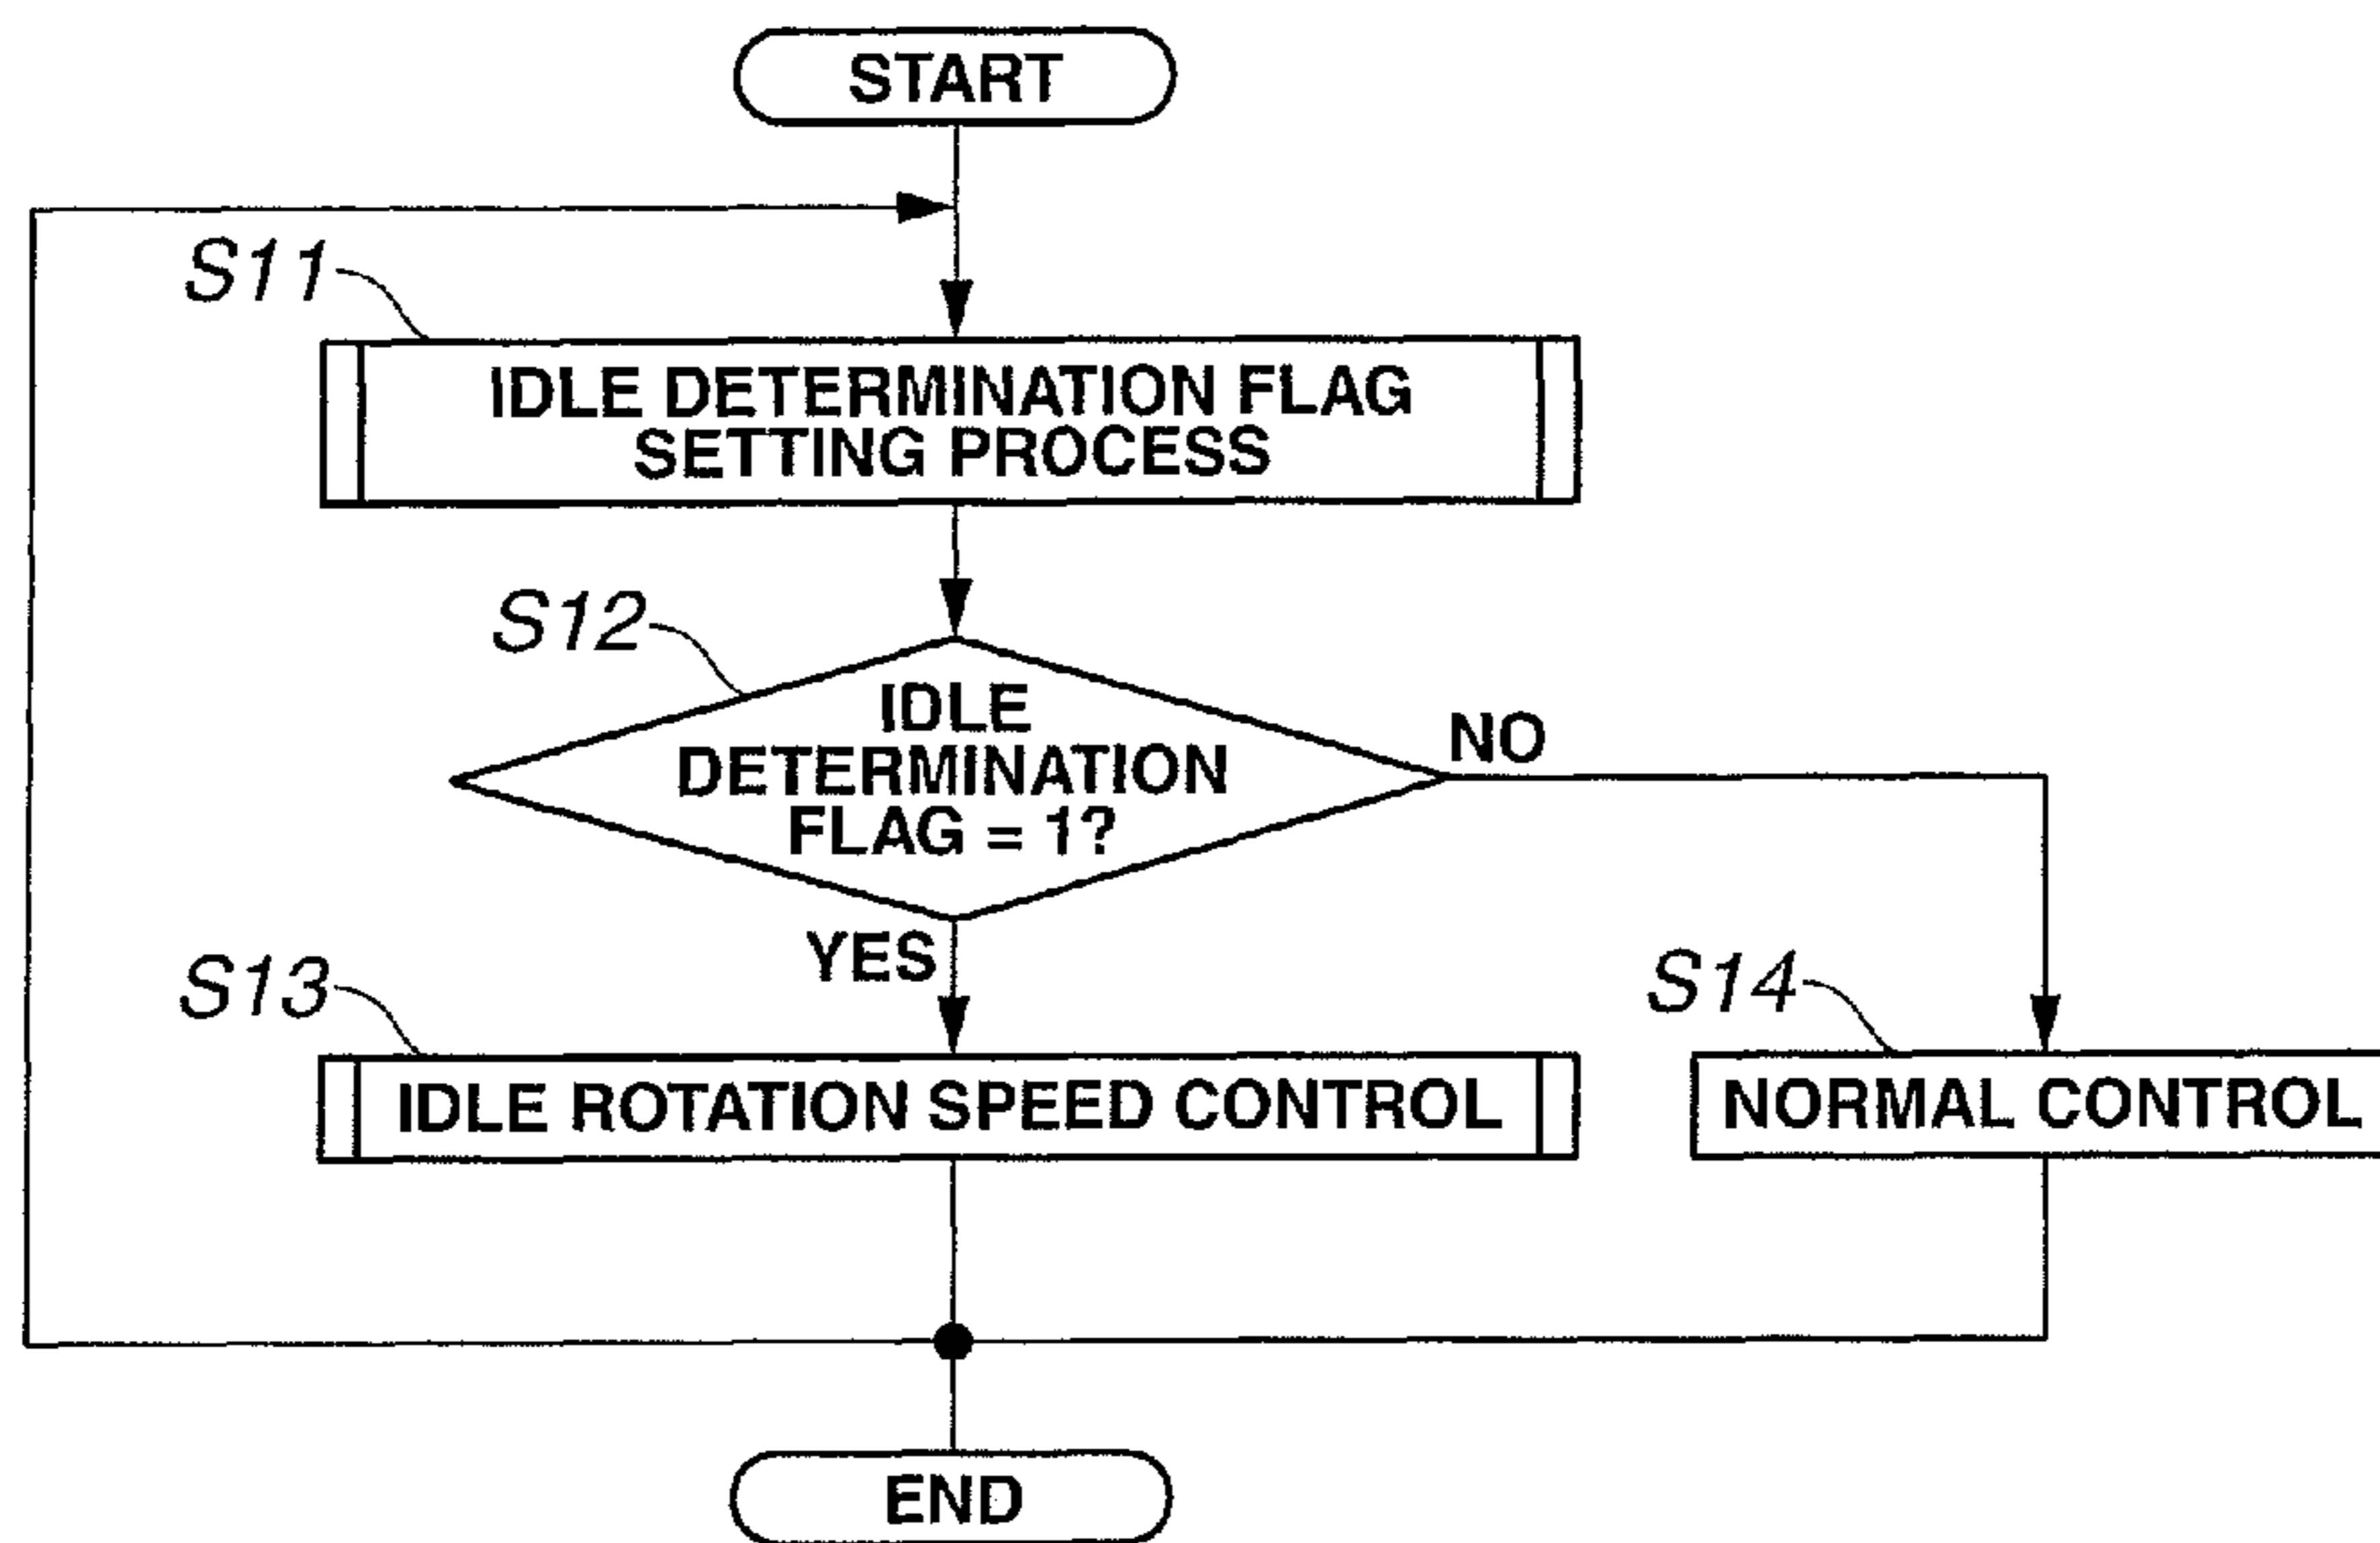 START
S11
IDLE DETERMINATION FLAG
SETTING PROCESS
S12
IDLE
DETERMINATION
FLAG = 1?
NO
YES
S13
IDLE ROTATION SPEED CONTROL
S14
NORMAL CONTROL
END